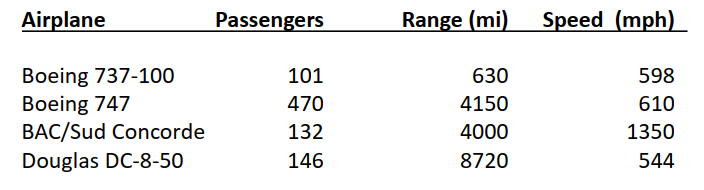 Airplane Passengers Range (mi) Speed (mph)
Boeing 737-100 101 630 598
Boeing 747 470 4150 610
BAC/Sud Concorde 132 4000 1350
Douglas DC-8-50 146 8720 544